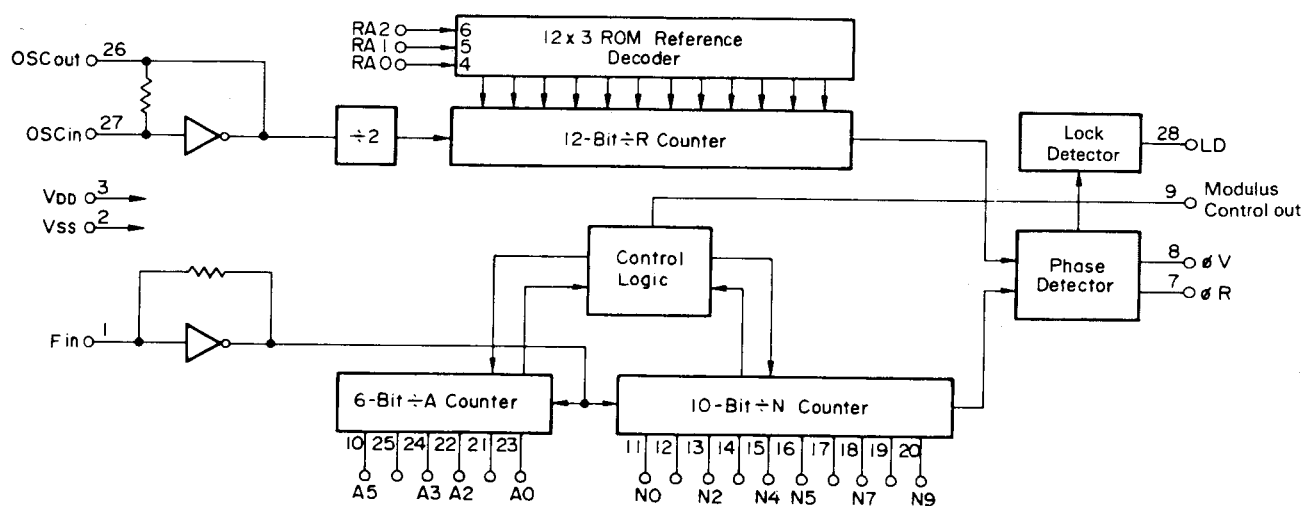 RA2 6
RA1 5
RA0 4
12x3 ROM Reference
Decoder
OSCout 26
OSCin 27
÷2
12-Bit÷R Counter
Lock
Detector
28 LD
VDD 3
VSS 2
9 Modulus
Control out
Control
Logic
Phase
Detector
8 øV
7 øR
Fin 1
6-Bit÷A Counter
10-Bit÷N Counter
10 25 24 22 21 23
11 12 13 14 15 16 17 18 19 20
A5 A3 A2 A0
N0 N2 N4 N5 N7 N9